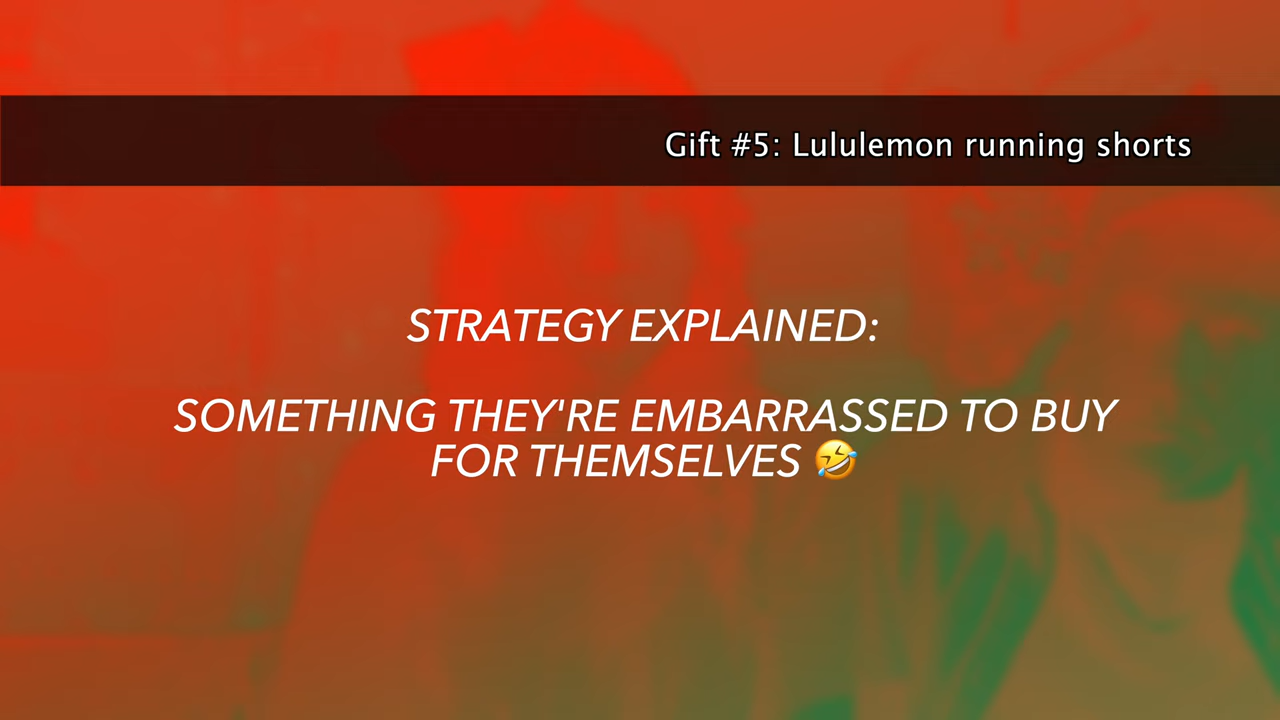 Gift #5: Lululemon running shorts
STRATEGY EXPLAINED:
SOMETHING THEY'RE EMBARRASSED TO BUY
FOR THEMSELVES 🤣